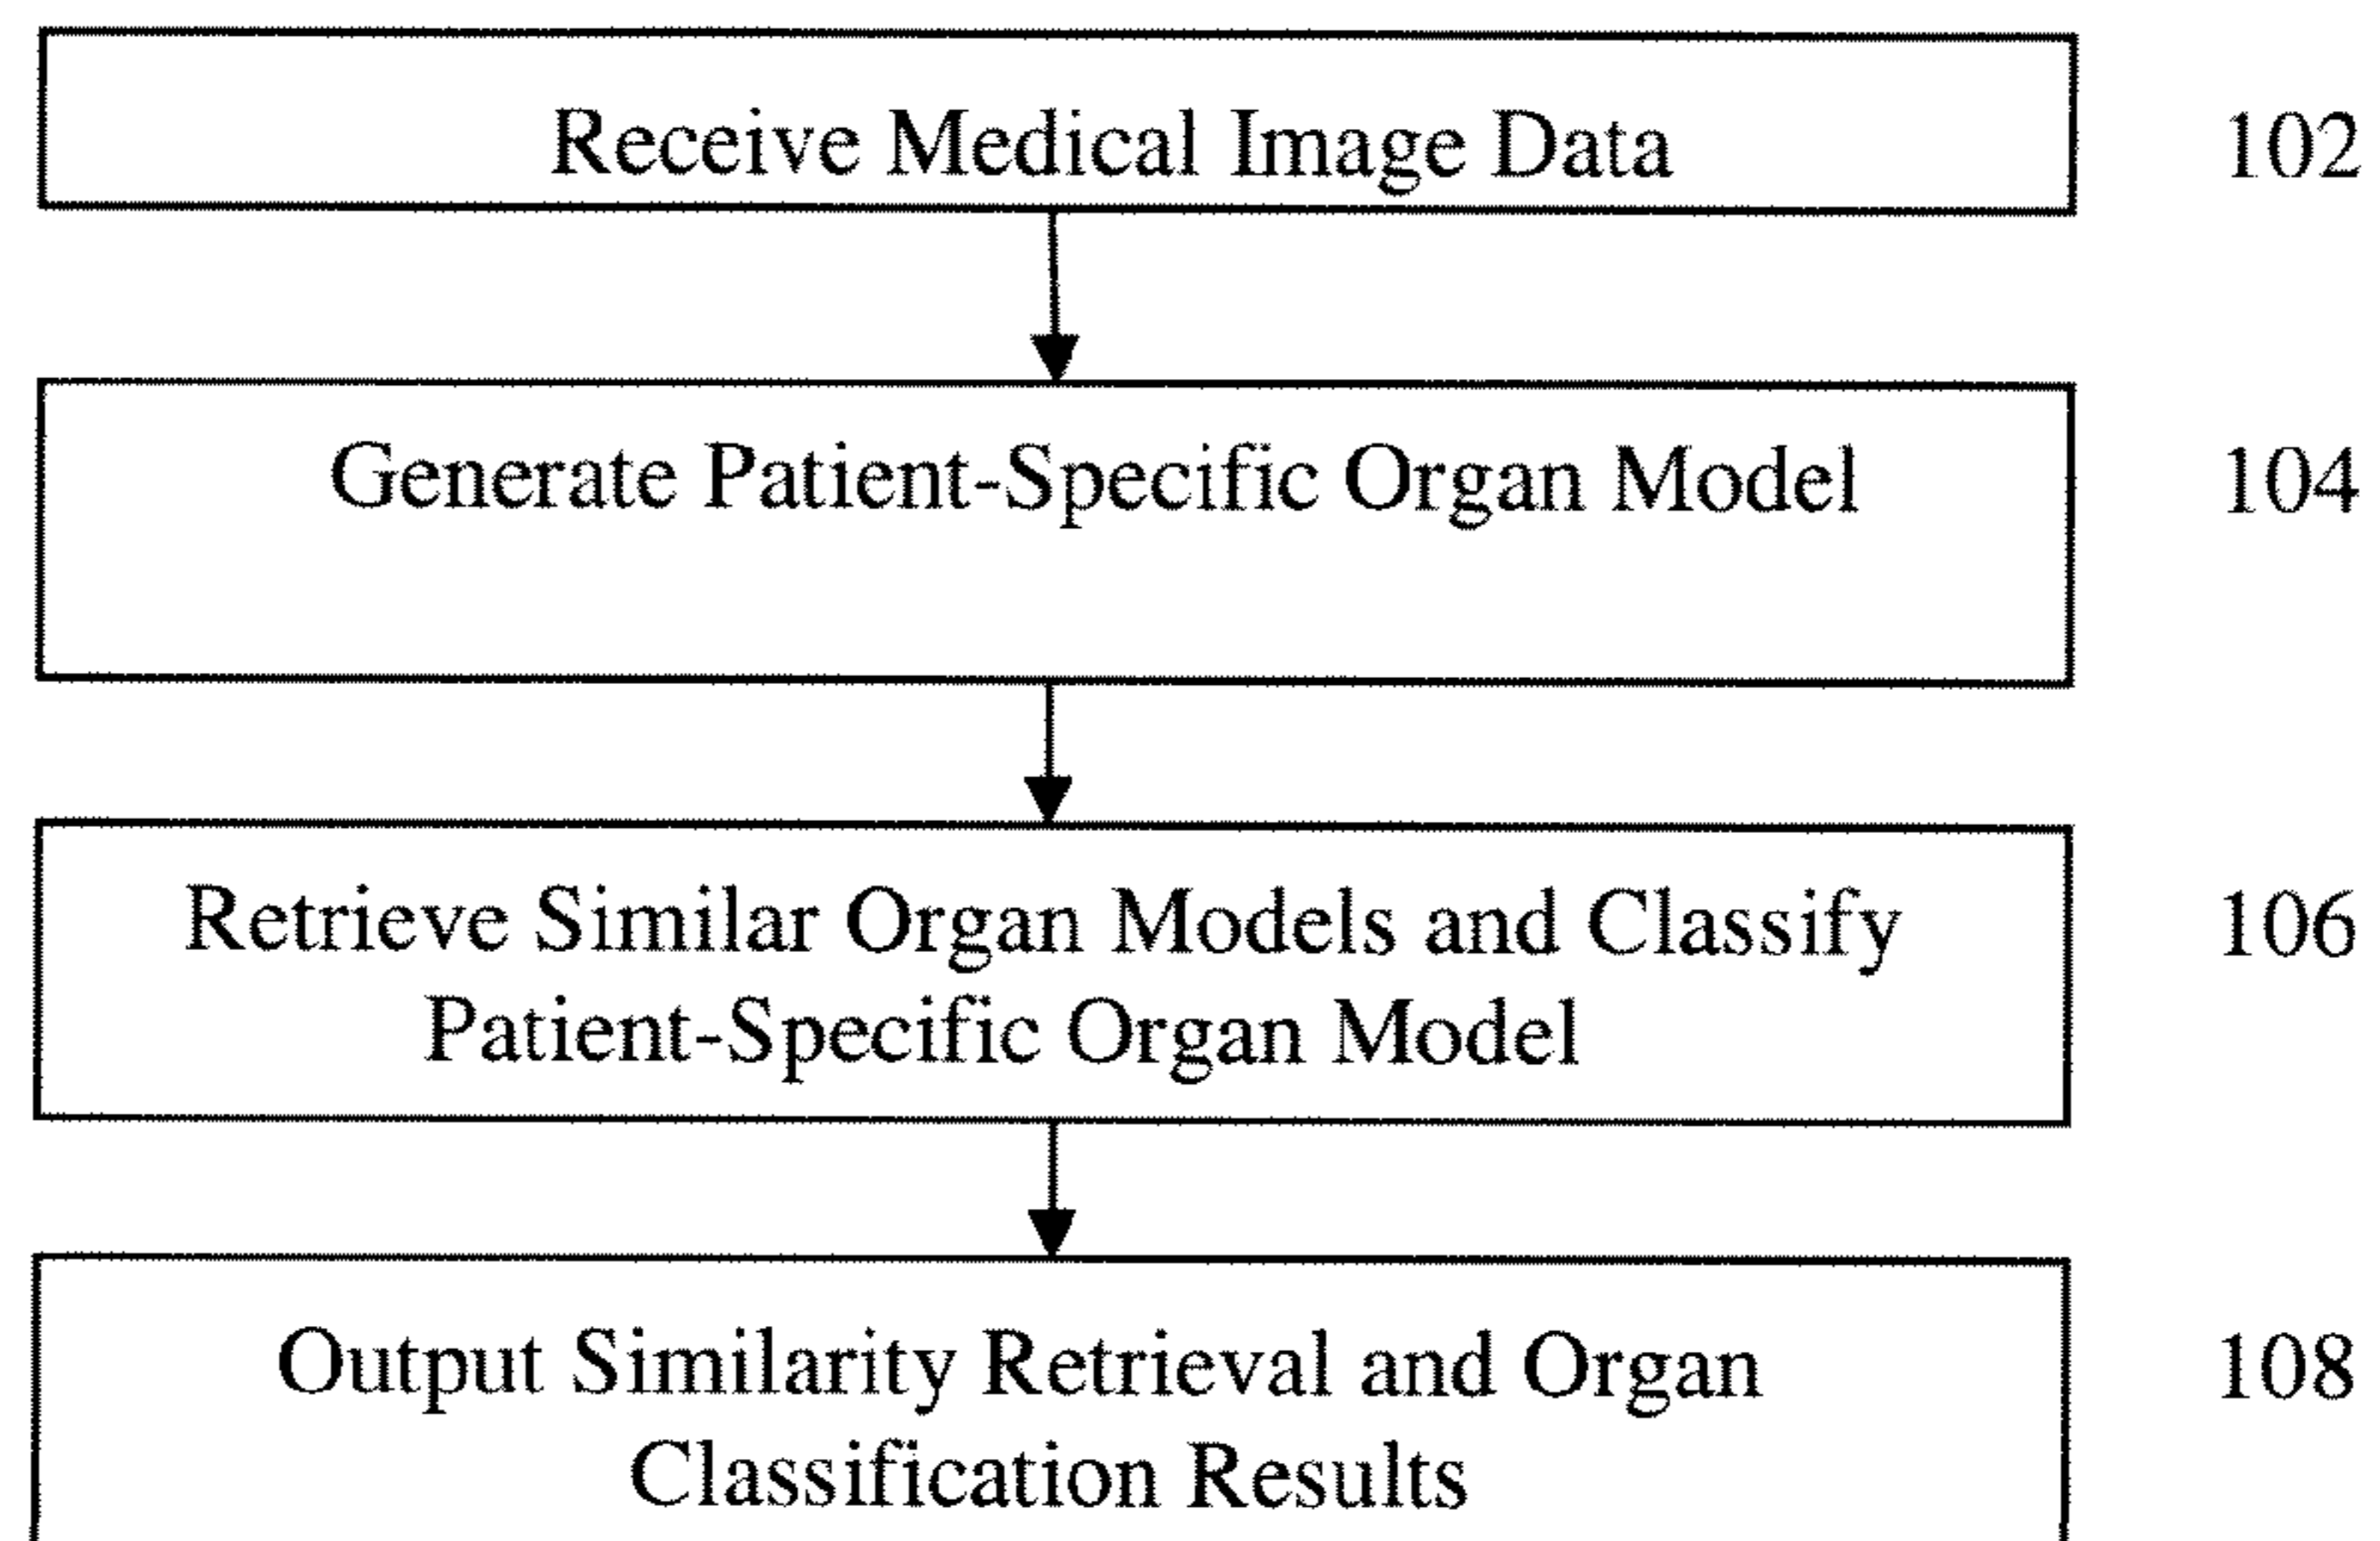 Receive Medical Image Data
102
Generate Patient-Specific Organ Model
104
Retrieve Similar Organ Models and Classify
Patient-Specific Organ Model
106
Output Similarity Retrieval and Organ
Classification Results
108